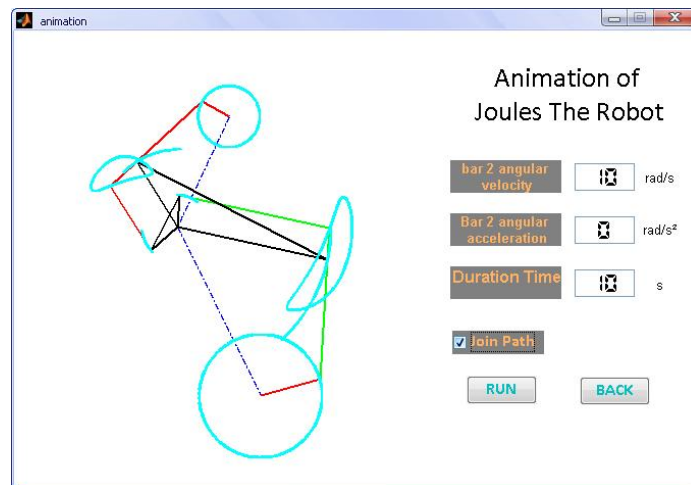 animation
Animation of
Joules The Robot
bar 2 angular
velocity
10
rad/s
Bar 2 angular
acceleration
0
rad/s²
Duration Time
10
s
Join Path
RUN
BACK